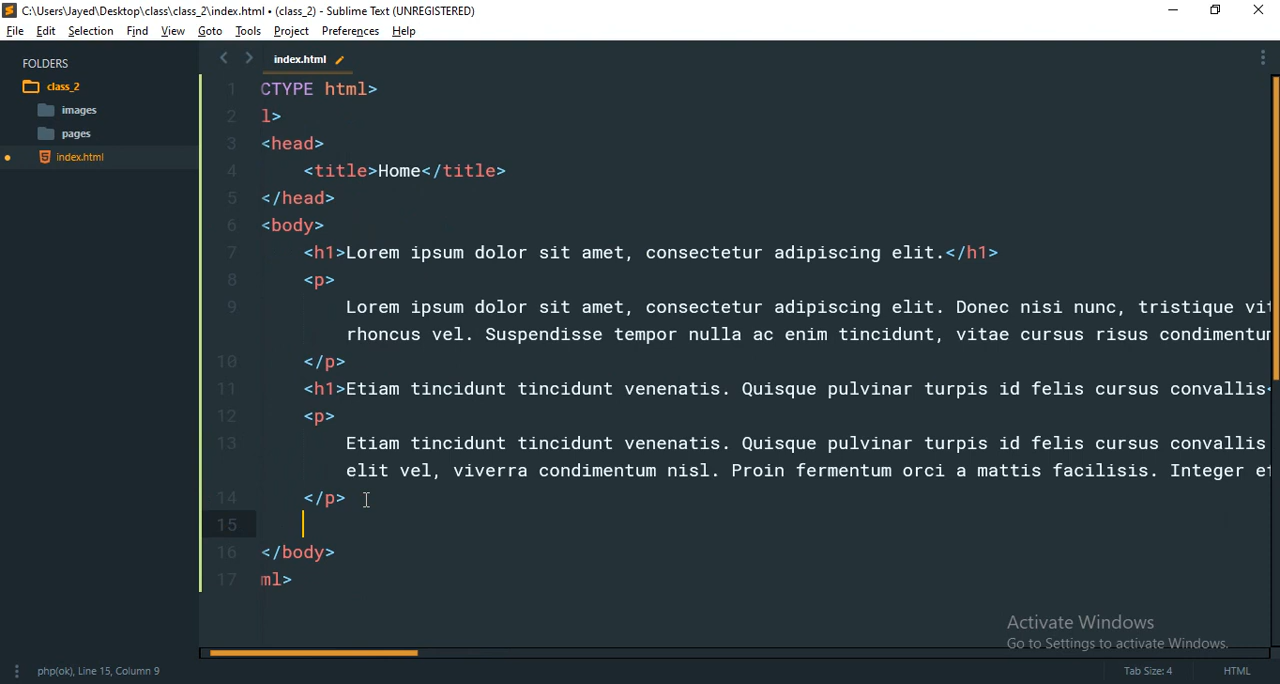 C:\Users\Jayed\Desktop\class\class_2\index.html • (class_2) - Sublime Text (UNREGISTERED)
File Edit Selection Find View Goto Tools Project Preferences Help
FOLDERS
class_2
images
pages
index.html
index.html
1 CTYPE html>
2 l>
3 <head>
4 <title>Home</title>
5 </head>
6 <body>
7 <h1>Lorem ipsum dolor sit amet, consectetur adipiscing elit.</h1>
8 <p>
9 Lorem ipsum dolor sit amet, consectetur adipiscing elit. Donec nisi nunc, tristique vi
rhoncus vel. Suspendisse tempor nulla ac enim tincidunt, vitae cursus risus condimentu
10 </p>
11 <h1>Etiam tincidunt tincidunt venenatis. Quisque pulvinar turpis id felis cursus convallis<
12 <p>
13 Etiam tincidunt tincidunt venenatis. Quisque pulvinar turpis id felis cursus convallis
elit vel, viverra condimentum nisl. Proin fermentum orci a mattis facilisis. Integer e
14 </p>
15
16 </body>
17 ml>
Activate Windows
Go to Settings to activate Windows.
php(ok), Line 15, Column 9
Tab Size: 4
HTML